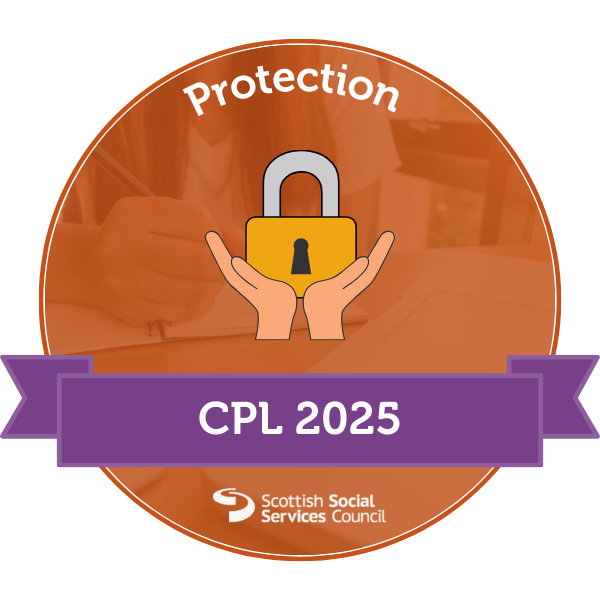 Protection
CPL 2025
Scottish Social
Services Council